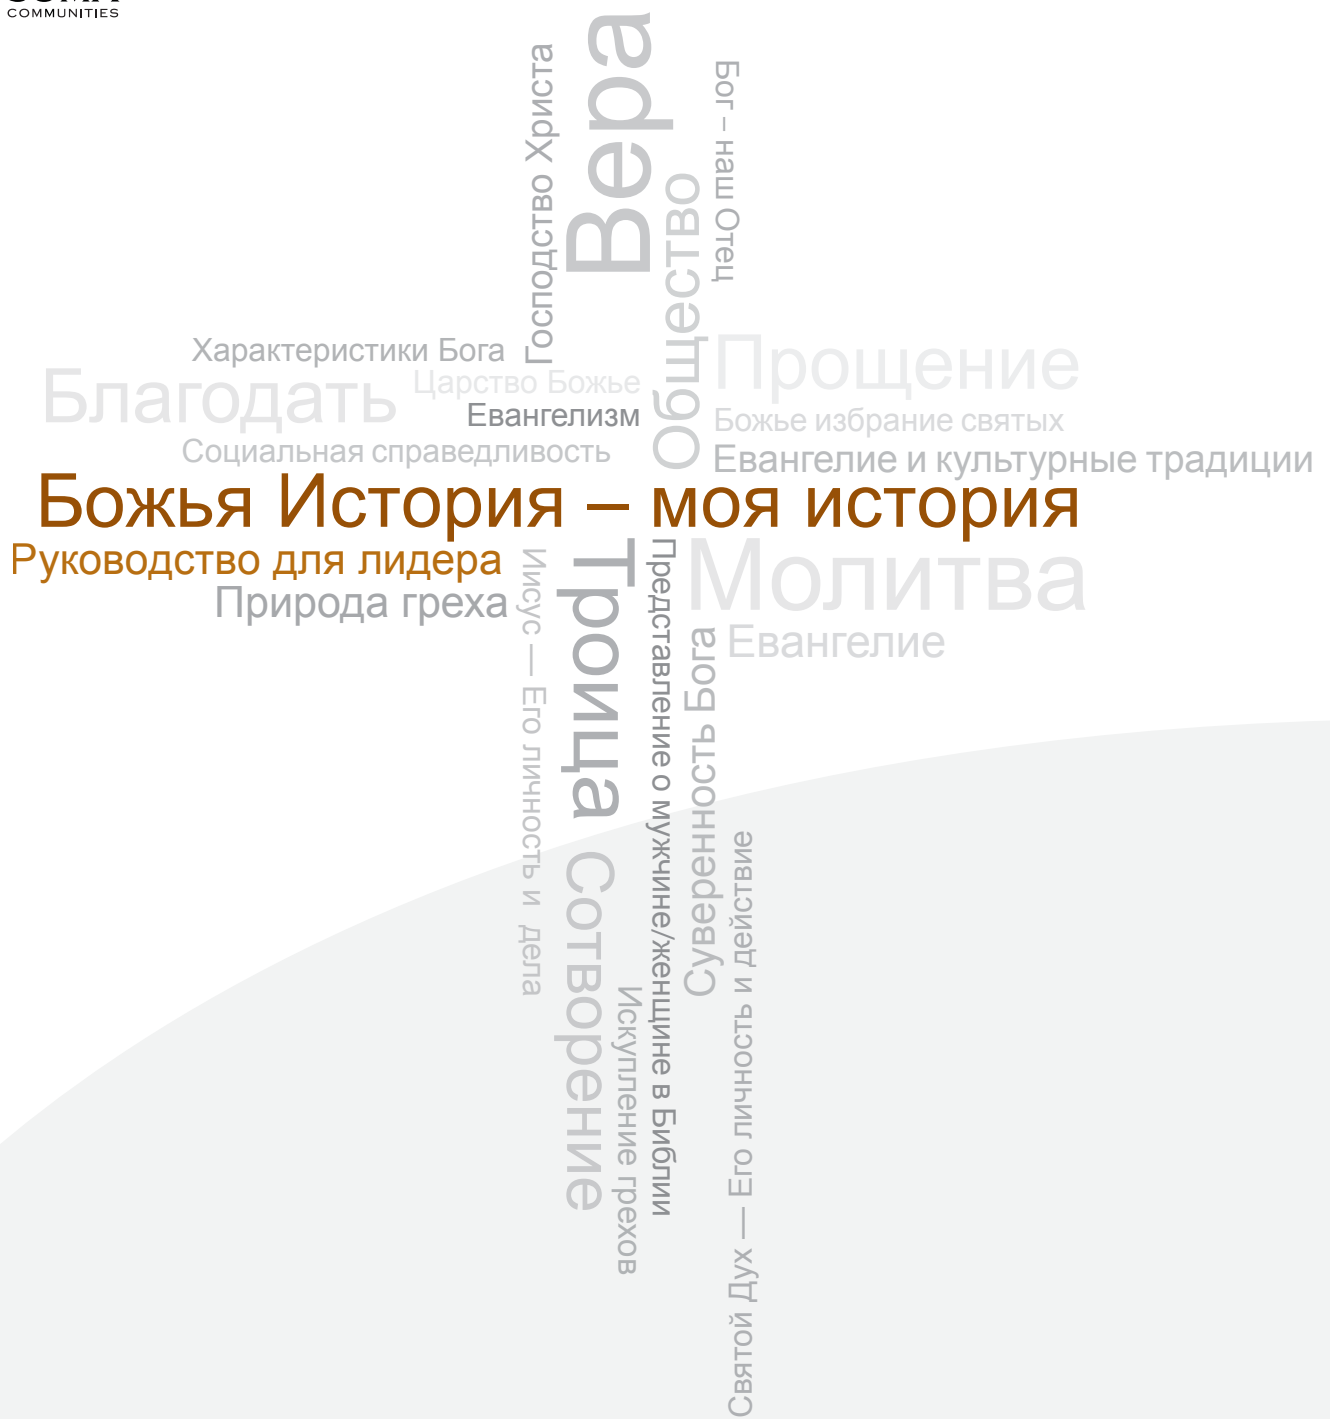 COMMUNITIES
Господство Христа
Вера
Общество
Бог – наш Отец
Характеристики Бога
Благодать
Царство Божье
Евангелизм
Социальная справедливость
Прощение
Божье избрание святых
Евангелие и культурные традиции
Божья История – моя история
Руководство для лидера
Природа греха
Иисус — Его личность и дела
Троица
Сотворение
Искупление грехов
Представление о мужчине/женщине в Библии
Суверенность Бога
Молитва
Евангелие
Святой Дух — Его личность и действие